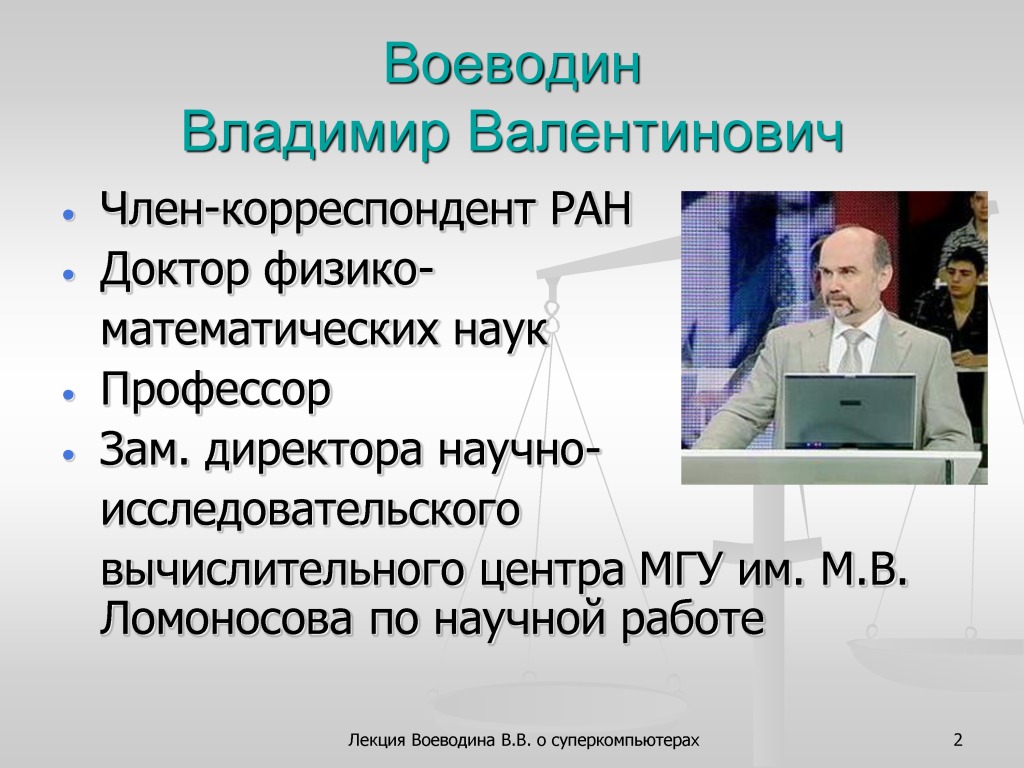 Воеводин
Владимир Валентинович
• Член-корреспондент РАН
• Доктор физико-
математических наук
• Профессор
• Зам. директора научно-
исследовательского
вычислительного центра МГУ им. М.В.
Ломоносова по научной работе
Лекция Воеводина В.В. о суперкомпьютерах 2